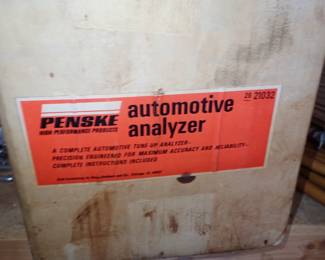 PENSKE
HIGH PERFORMANCE PRODUCTS
automotive
analyzer
28 21032
A COMPLETE AUTOMOTIVE TUNE-UP ANALYZER–
PRECISION ENGINEERED FOR MAXIMUM ACCURACY AND RELIABILITY–
COMPLETE INSTRUCTIONS INCLUDED